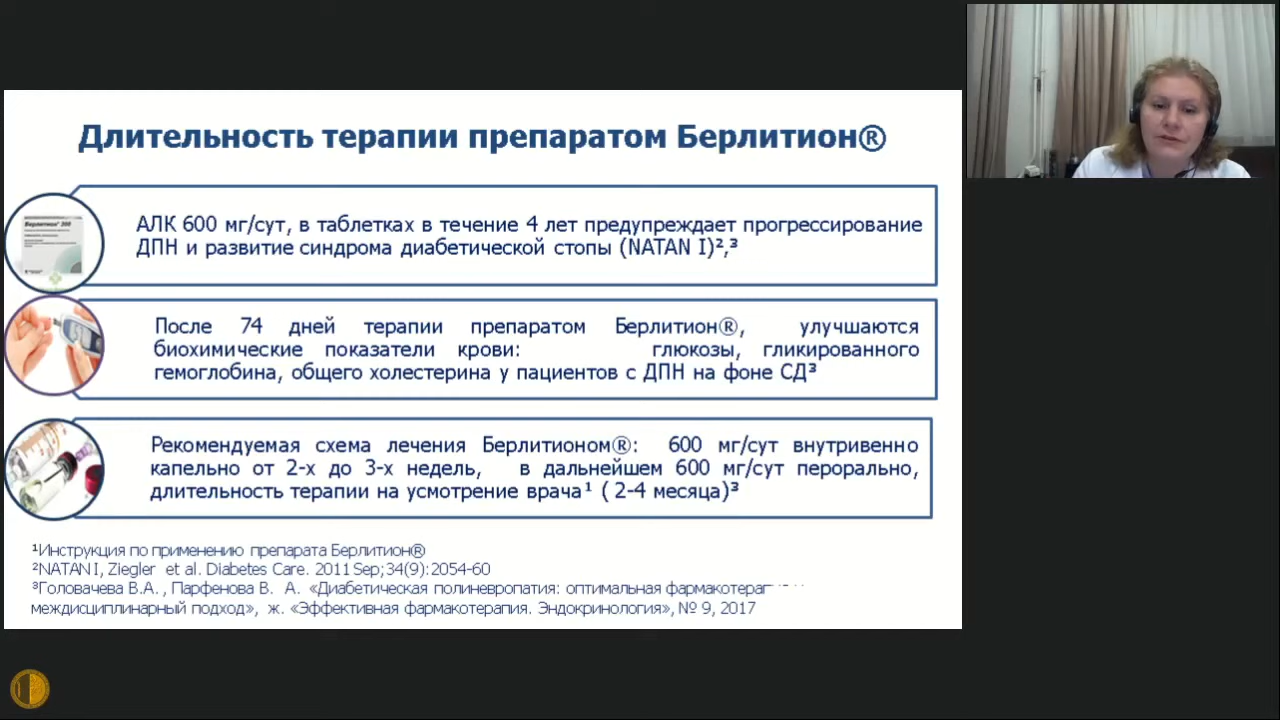 Длительность терапии препаратом Берлитион®
АЛК 600 мг/сут, в таблетках в течение 4 лет предупреждает прогрессирование
ДПН и развитие синдрома диабетической стопы (NATAN I)²,³
После 74 дней терапии препаратом Берлитион®, улучшаются
биохимические показатели крови: глюкозы, гликированного
гемоглобина, общего холестерина у пациентов с ДПН на фоне СД³
Рекомендуемая схема лечения Берлитионом®: 600 мг/сут внутривенно
капельно от 2-х до 3-х недель, в дальнейшем 600 мг/сут перорально,
длительность терапии на усмотрение врача¹ ( 2-4 месяца)³
¹Инструкция по применению препарата Берлитион®
²NATAN I, Ziegler et al. Diabetes Care. 2011 Sep;34(9):2054-60
³Головачева В.А. , Парфенова В. А. «Диабетическая полиневропатия: оптимальная
междисциплинарный подход», ж. «Эффективная фармакотерапия. Эндокринология», № 9, 2017